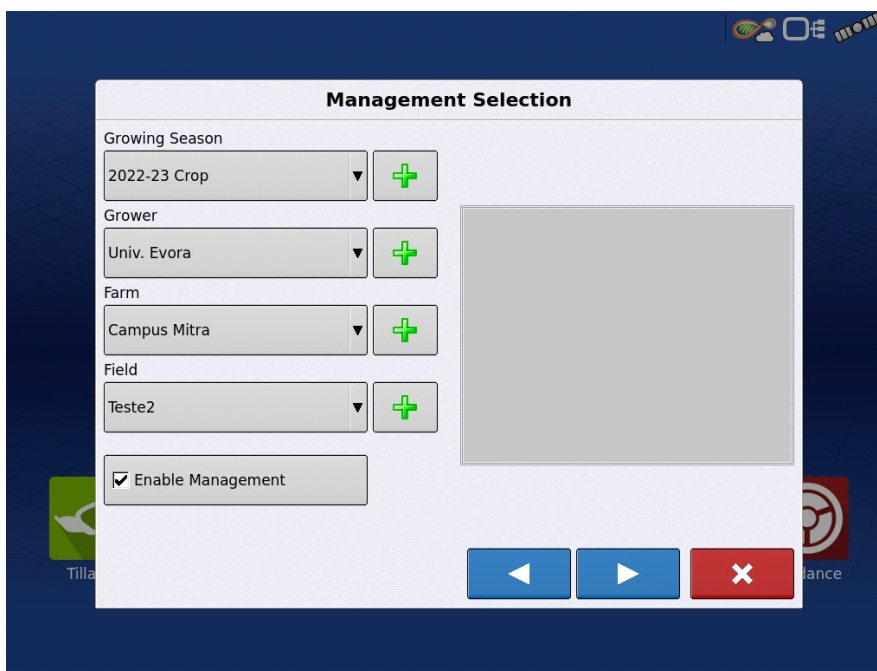 Management Selection
Growing Season
2022-23 Crop
Grower
Univ. Evora
Farm
Campus Mitra
Field
Teste2
Enable Management
Tilla
dance